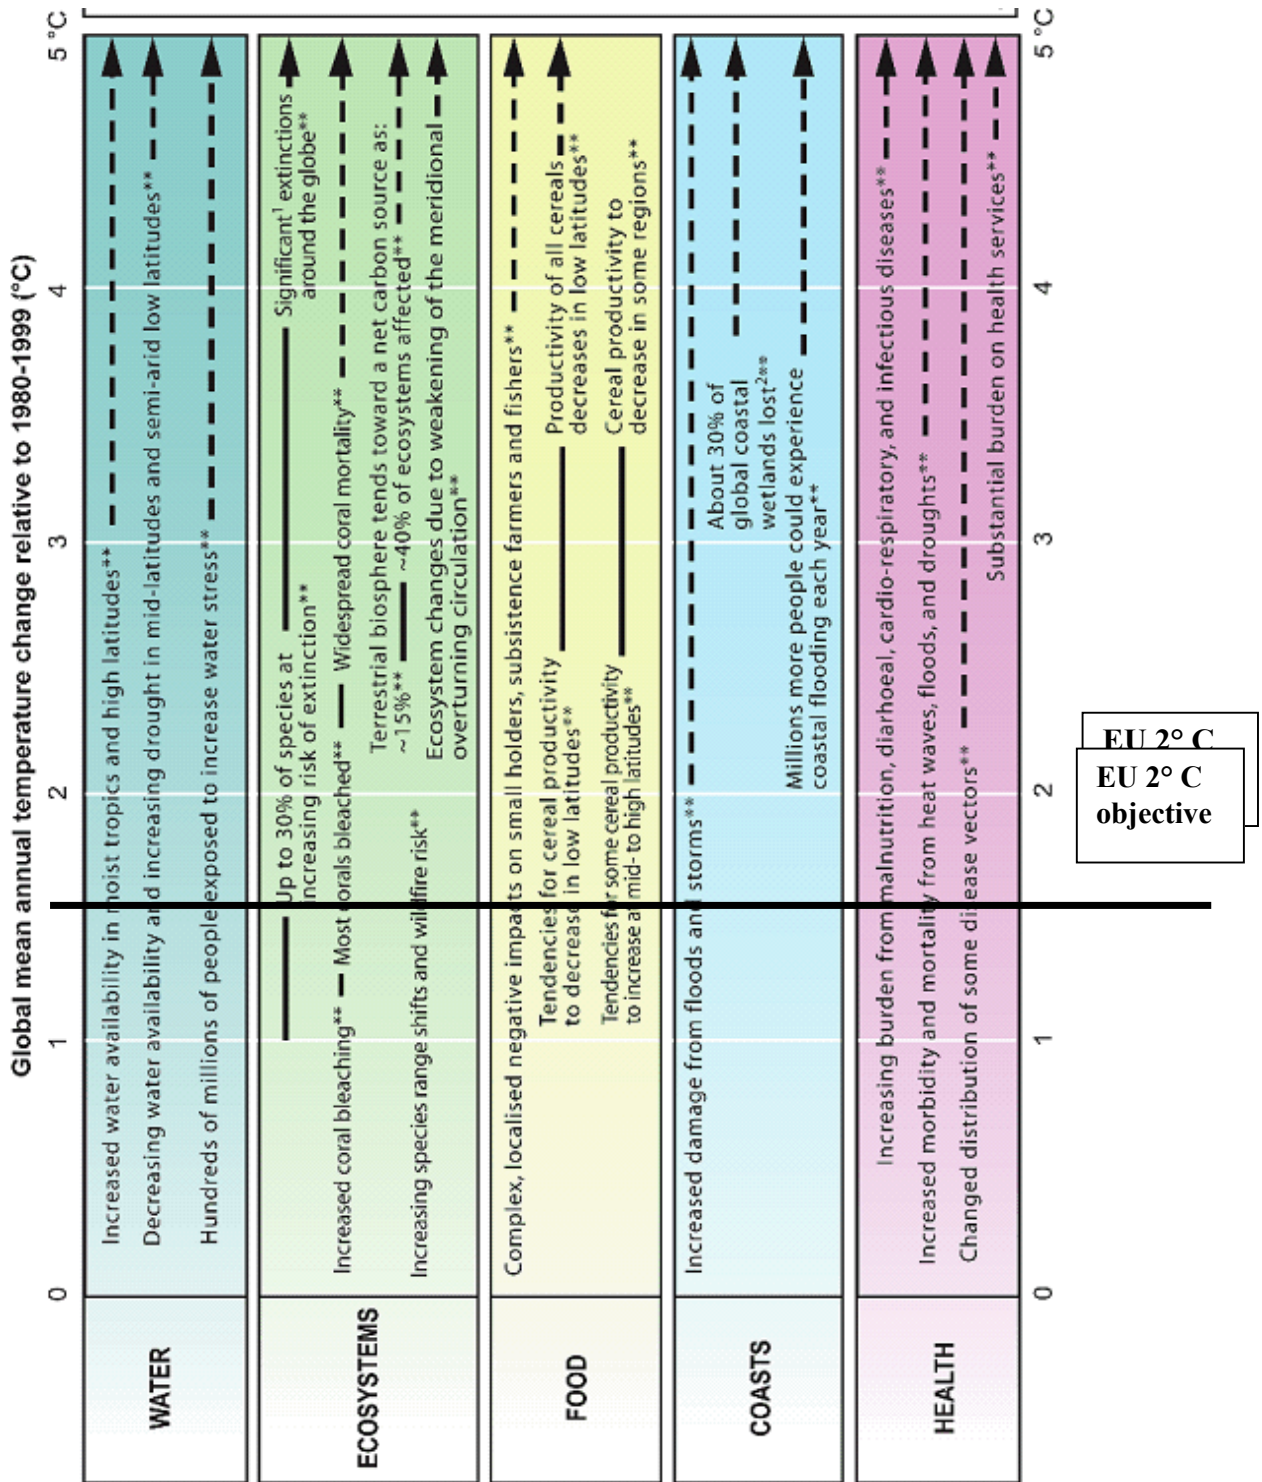 Global mean annual temperature change relative to 1980-1999 (°C)
0 1 2 3 4 5 °C
WATER
Increased water availability in moist tropics and high latitudes**
Decreasing water availability and increasing drought in mid-latitudes and semi-arid low latitudes**
Hundreds of millions of people exposed to increase water stress**
ECOSYSTEMS
Up to 30% of species at
increasing risk of extinction**
Significant¹ extinctions
around the globe**
Increased coral bleaching** Most corals bleached** Widespread coral mortality**
Terrestrial biosphere tends toward a net carbon source as:
~15%** ~40% of ecosystems affected**
Increasing species range shifts and wildfire risk**
Ecosystem changes due to weakening of the meridional
overturning circulation**
FOOD
Complex, localised negative impacts on small holders, subsistence farmers and fishers**
Tendencies for cereal productivity
to decrease in low latitudes**
Productivity of all cereals
decreases in low latitudes**
Tendencies for some cereal productivity
to increase at mid- to high latitudes**
Cereal productivity to
decrease in some regions**
COASTS
Increased damage from floods and storms**
About 30% of
global coastal
wetlands lost²**
Millions more people could experience
coastal flooding each year**
HEALTH
Increasing burden from malnutrition, diarhoeal, cardio-respiratory, and infectious diseases**
Increased morbidity and mortality from heat waves, floods, and droughts**
Changed distribution of some disease vectors**
Substantial burden on health services**
0 1 2 3 4 5 °C
EU 2° C
EU 2° C
objective